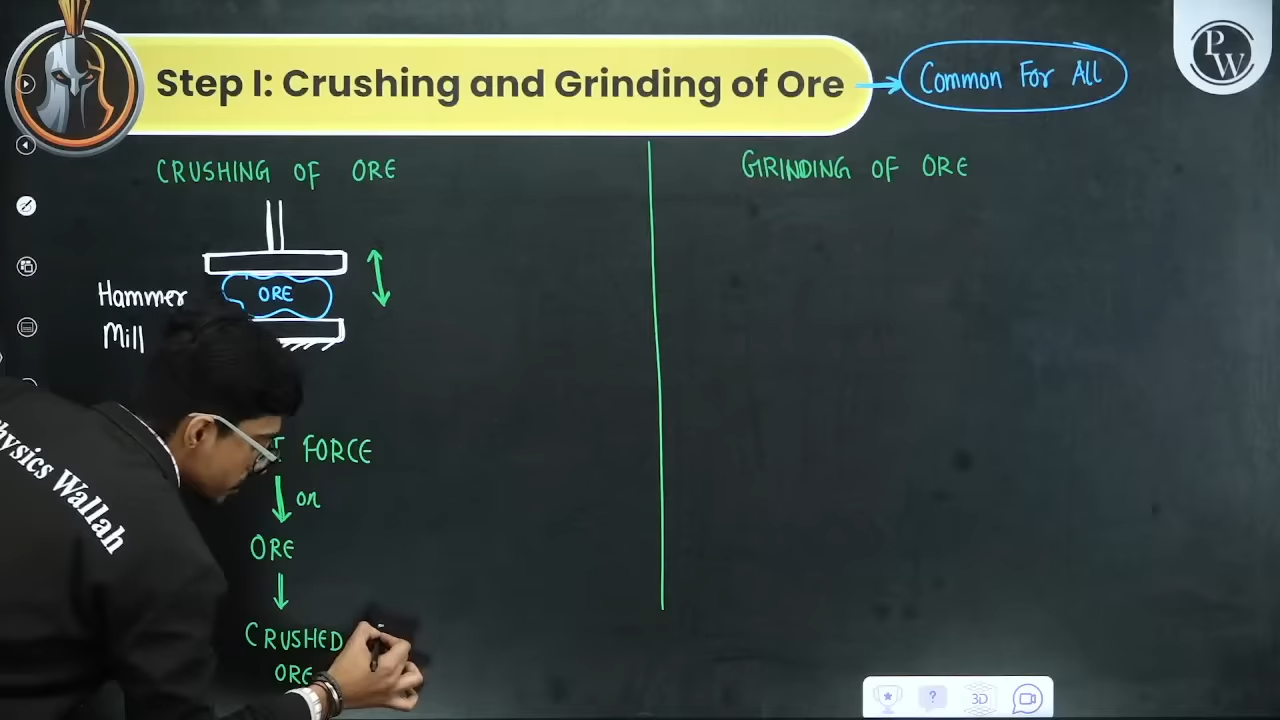 Step I: Crushing and Grinding of Ore
Common For All
PW
CRUSHING OF ORE
GRINDING OF ORE
ORE
Hammer
Mill
FORCE
on
ORE
CRUSHED
ORE
Physics Wallah
?
3D